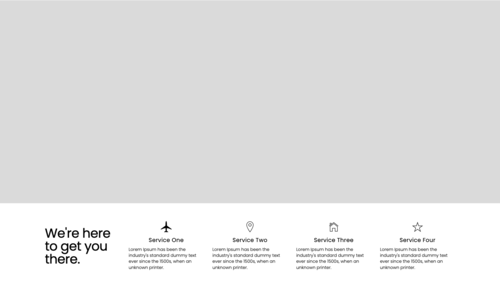 We're here
to get you
there.
Service One
Lorem Ipsum has been the
industry's standard dummy text
ever since the 1500s, when an
unknown printer.
Service Two
Lorem Ipsum has been the
industry's standard dummy text
ever since the 1500s, when an
unknown printer.
Service Three
Lorem Ipsum has been the
industry's standard dummy text
ever since the 1500s, when an
unknown printer.
Service Four
Lorem Ipsum has been the
industry's standard dummy text
ever since the 1500s, when an
unknown printer.